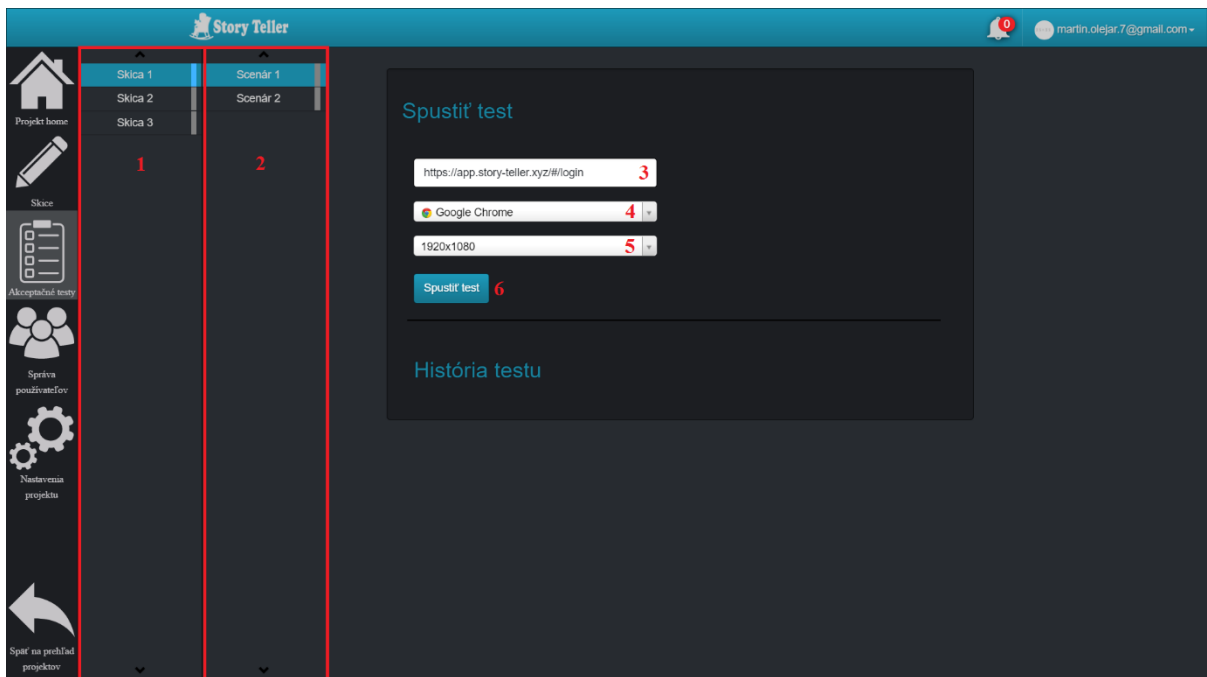 Story Teller
0
martin.olejar.7@gmail.com
Projekt home
Skice
Akceptačné testy
Správa
používateľov
Nastavenia
projektu
Späť na prehľad
projektov
Skica 1
Skica 2
Skica 3
1
Scenár 1
Scenár 2
2
Spustiť test
https://app.story-teller.xyz/#/login 3
Google Chrome 4
1920x1080 5
Spustiť test 6
História testu